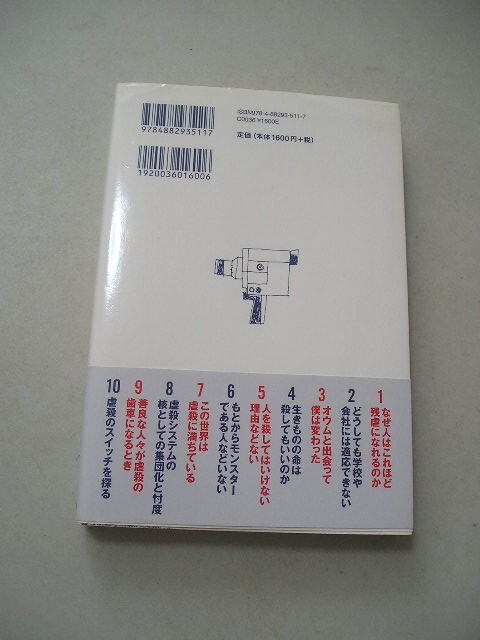 9784882935117
1920036016006
ISBN978-4-88293-511-7
C0036 ¥1600E
定価(本体1600円+税)
1 なぜ人はこれほど
残虐になれるのか
2 どうしても学校や
会社には適応できない
3 オウムと出会って
僕は変わった
4 生きものの命は
殺してもいいのか
5 人を殺してはいけない
理由などない
6 もとからモンスター
である人などいない
7 この世界は
虐殺に満ちている
8 虐殺システムの
核としての集団化と忖度
9 善良な人々が虐殺の
歯車になるとき
10 虐殺のスイッチを探る